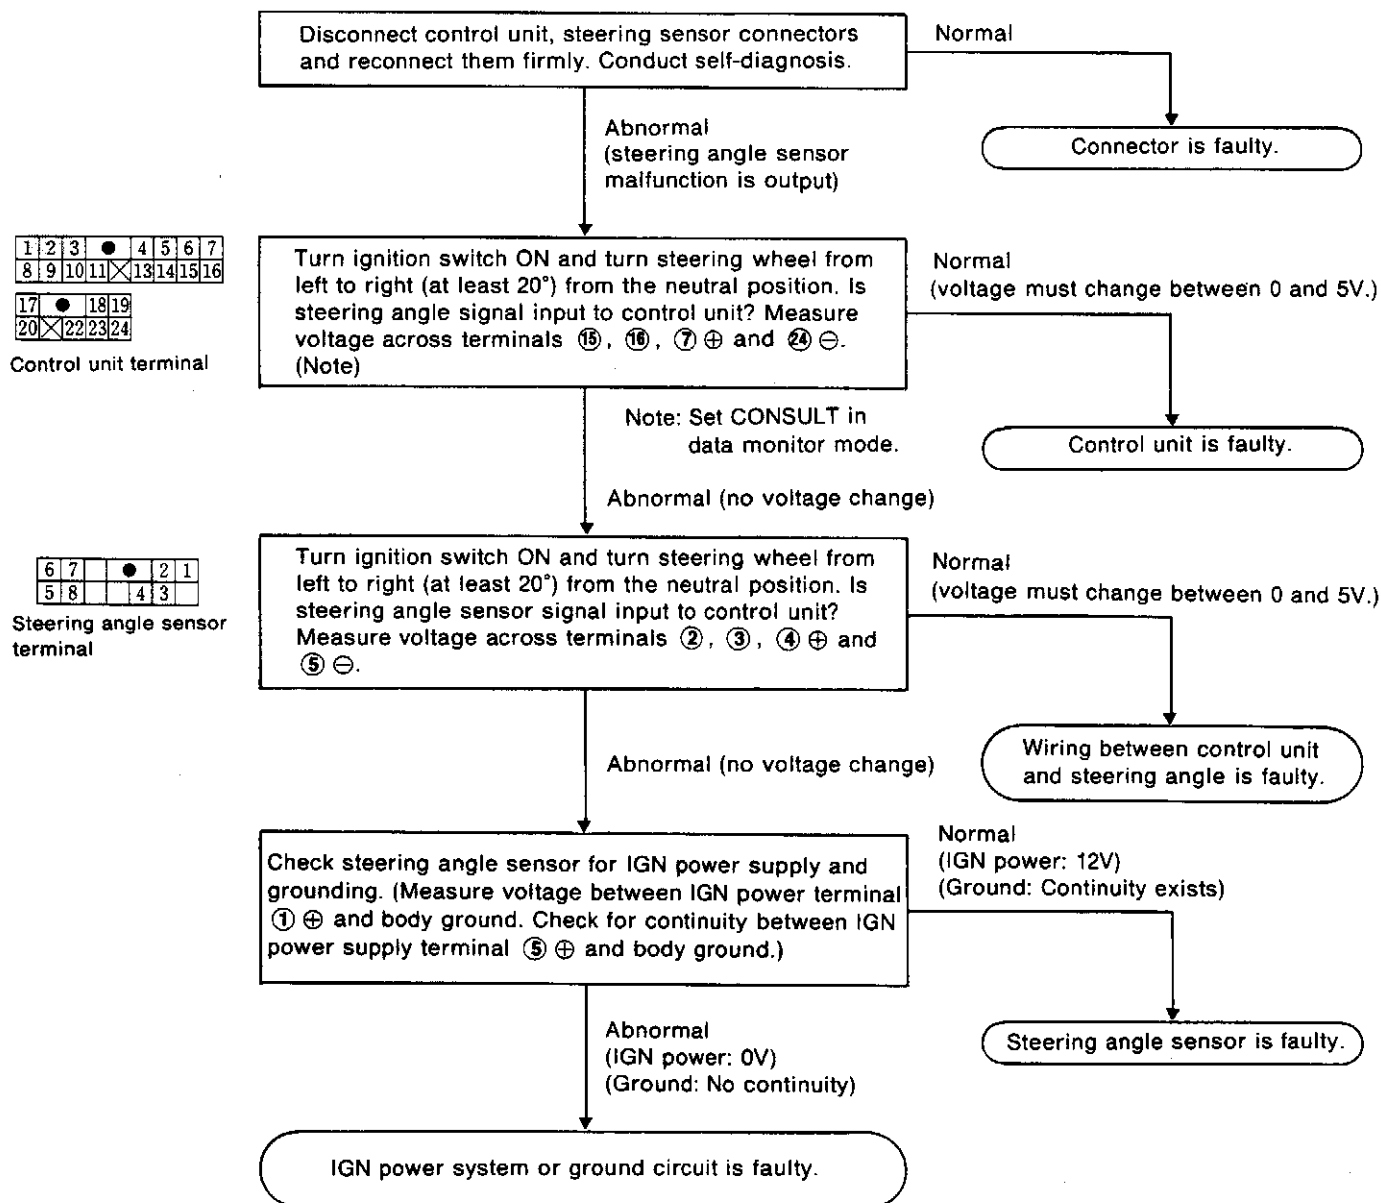 Disconnect control unit, steering sensor connectors
and reconnect them firmly. Conduct self-diagnosis.
Normal
Connector is faulty.
Abnormal
(steering angle sensor
malfunction is output)
1 2 3 ● 4 5 6 7
8 9 10 11 13 14 15 16
17 ● 18 19
20 22 23 24
Control unit terminal
Turn ignition switch ON and turn steering wheel from
left to right (at least 20°) from the neutral position. Is
steering angle signal input to control unit? Measure
voltage across terminals ⑮, ⑯, ⑦ ⊕ and ㉔ ⊖.
(Note)
Normal
(voltage must change between 0 and 5V.)
Control unit is faulty.
Note: Set CONSULT in
data monitor mode.
Abnormal (no voltage change)
6 7 ● 2 1
5 8 4 3
Steering angle sensor
terminal
Turn ignition switch ON and turn steering wheel from
left to right (at least 20°) from the neutral position. Is
steering angle sensor signal input to control unit?
Measure voltage across terminals ②, ③, ④ ⊕ and
⑤ ⊖.
Normal
(voltage must change between 0 and 5V.)
Wiring between control unit
and steering angle is faulty.
Abnormal (no voltage change)
Check steering angle sensor for IGN power supply and
grounding. (Measure voltage between IGN power terminal
① ⊕ and body ground. Check for continuity between IGN
power supply terminal ⑤ ⊕ and body ground.)
Normal
(IGN power: 12V)
(Ground: Continuity exists)
Steering angle sensor is faulty.
Abnormal
(IGN power: 0V)
(Ground: No continuity)
IGN power system or ground circuit is faulty.